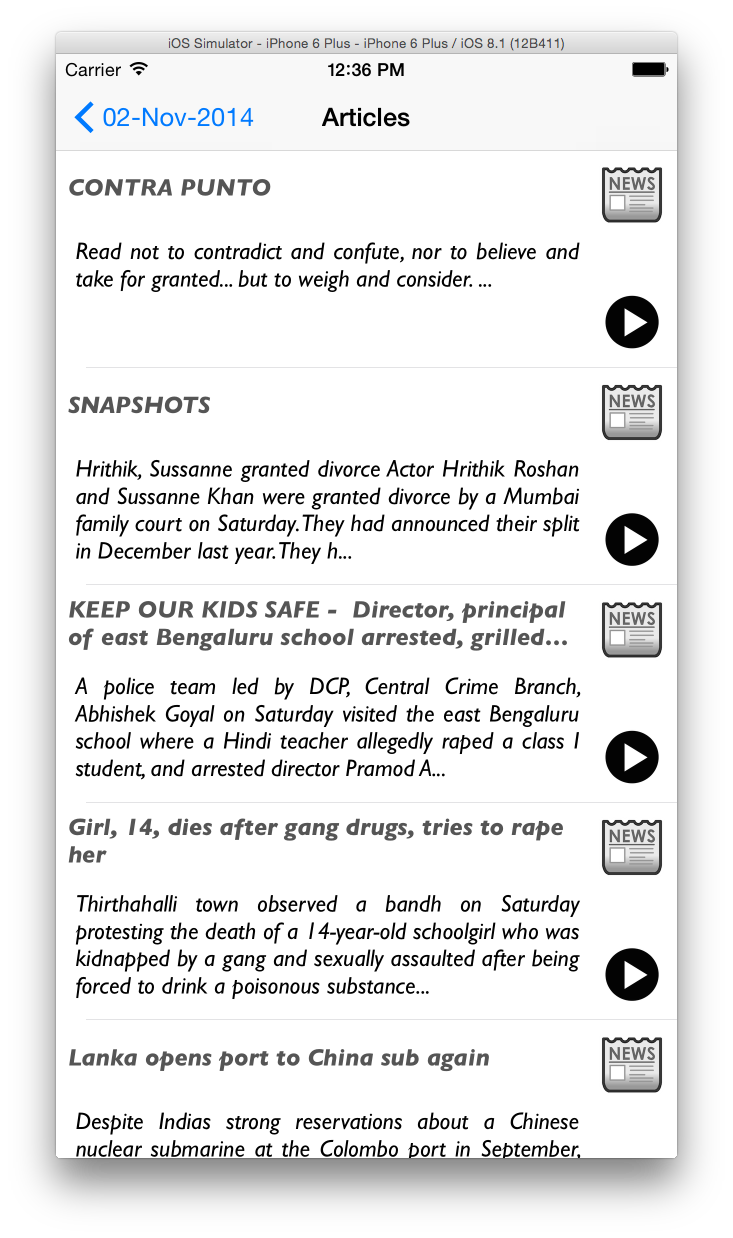 iOS Simulator - iPhone 6 Plus - iPhone 6 Plus / iOS 8.1 (12B411)
Carrier 12:36 PM
02-Nov-2014 Articles
CONTRA PUNTO
NEWS
Read not to contradict and confute, nor to believe and
take for granted... but to weigh and consider. ...
SNAPSHOTS
NEWS
Hrithik, Sussanne granted divorce Actor Hrithik Roshan
and Sussanne Khan were granted divorce by a Mumbai
family court on Saturday. They had announced their split
in December last year. They h...
KEEP OUR KIDS SAFE - Director, principal
of east Bengaluru school arrested, grilled...
NEWS
A police team led by DCP, Central Crime Branch,
Abhishek Goyal on Saturday visited the east Bengaluru
school where a Hindi teacher allegedly raped a class I
student, and arrested director Pramod A...
Girl, 14, dies after gang drugs, tries to rape
her
NEWS
Thirthahalli town observed a bandh on Saturday
protesting the death of a 14-year-old schoolgirl who was
kidnapped by a gang and sexually assaulted after being
forced to drink a poisonous substance...
Lanka opens port to China sub again
NEWS
Despite Indias strong reservations about a Chinese
nuclear submarine at the Colombo port in September,